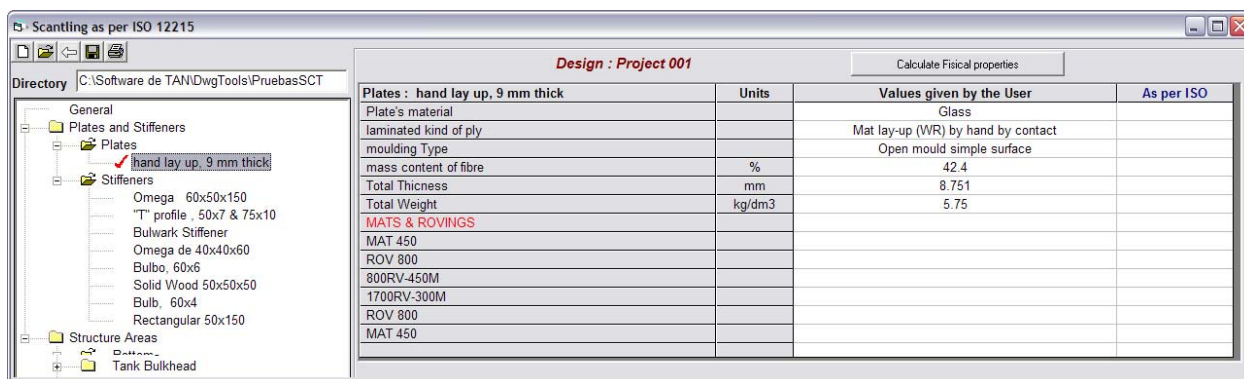 Scantling as per ISO 12215
Directory C:\Software de TAN\DwgTools\PruebasSCT
General
Plates and Stiffeners
Plates
hand lay up, 9 mm thick
Stiffeners
Omega 60x50x150
"T" profile , 50x7 & 75x10
Bulwark Stiffener
Omega de 40x40x60
Bulbo, 60x6
Solid Wood 50x50x50
Bulb, 60x4
Rectangular 50x150
Structure Areas
Tank Bulkhead
Design : Project 001
Calculate Fisical properties
Plates : hand lay up, 9 mm thick Units Values given by the User As per ISO
Plate's material Glass
laminated kind of ply Mat lay-up (WR) by hand by contact
moulding Type Open mould simple surface
mass content of fibre % 42.4
Total Thicness mm 8.751
Total Weight kg/dm3 5.75
MATS & ROVINGS
MAT 450
ROV 800
800RV-450M
1700RV-300M
ROV 800
MAT 450